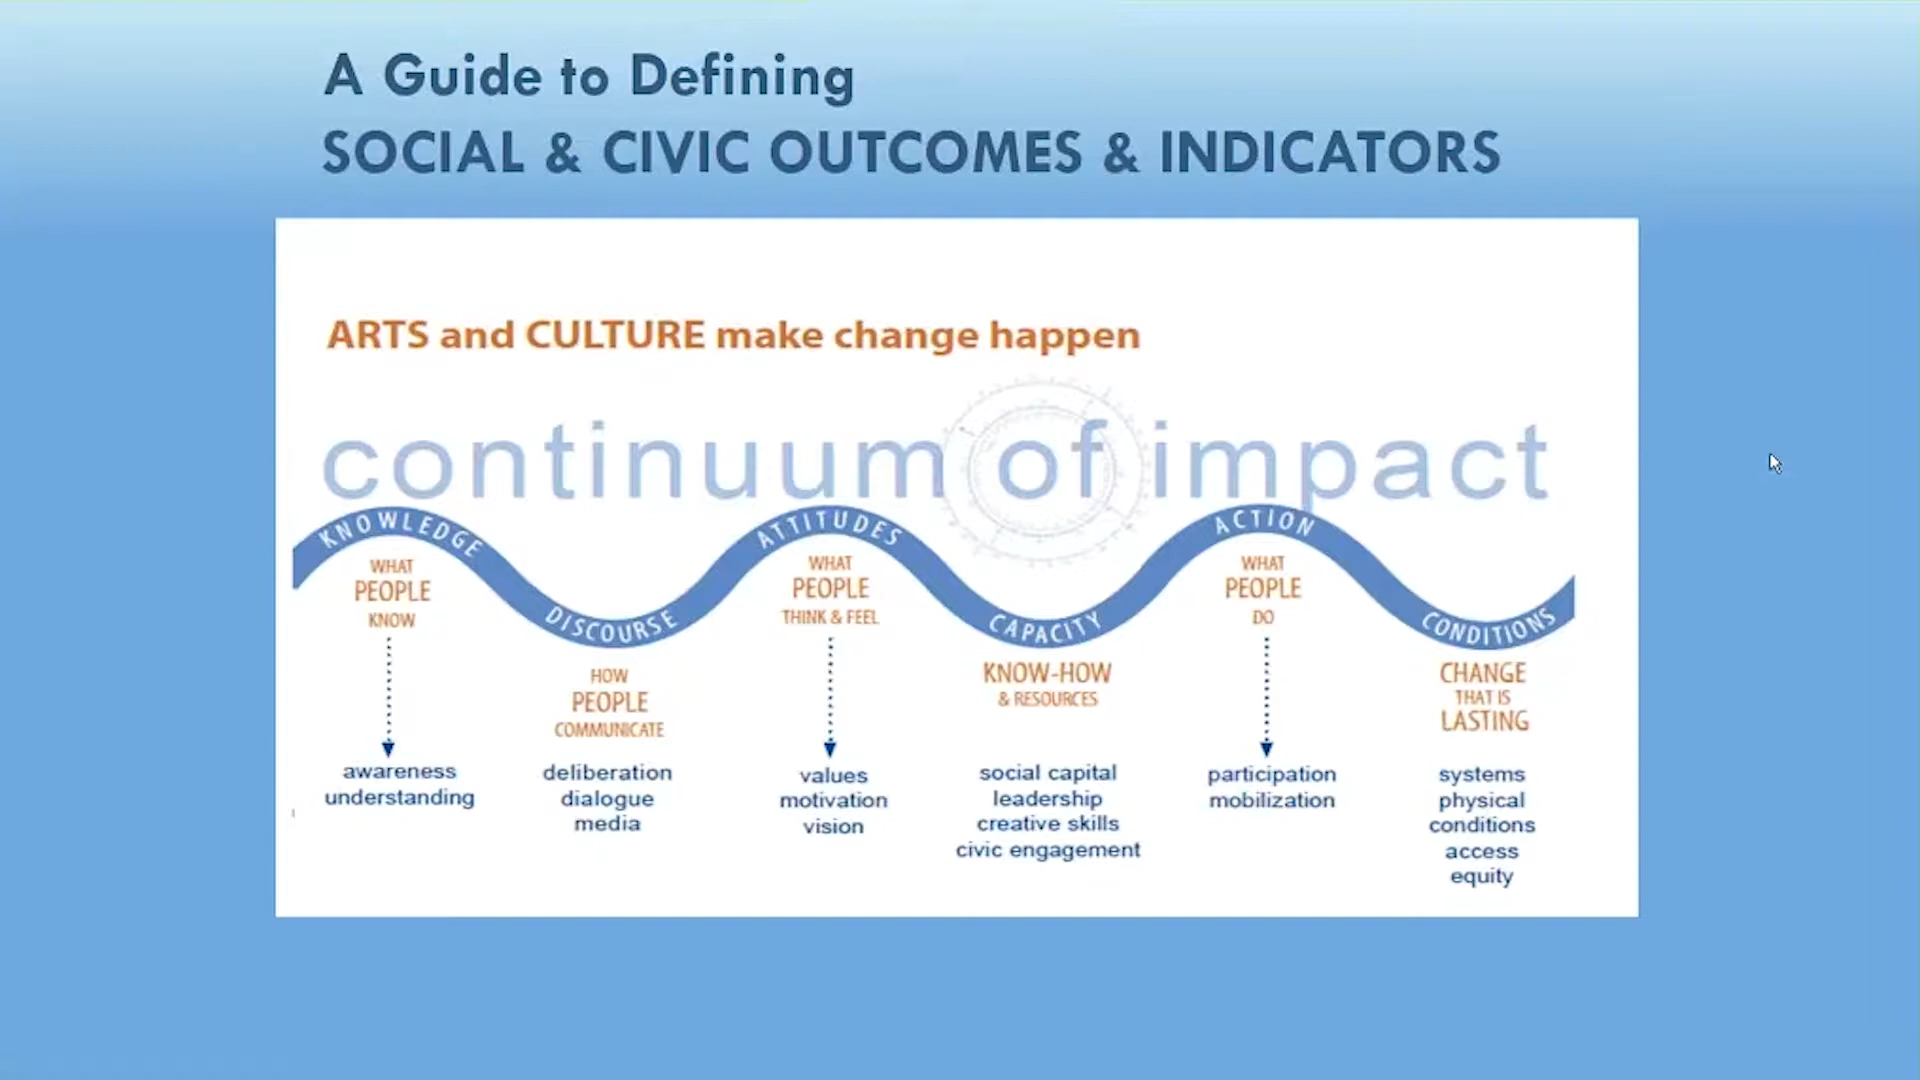 A Guide to Defining
SOCIAL & CIVIC OUTCOMES & INDICATORS
ARTS and CULTURE make change happen
continuum of impact
KNOWLEDGE
WHAT
PEOPLE
KNOW
awareness
understanding
DISCOURSE
HOW
PEOPLE
COMMUNICATE
deliberation
dialogue
media
ATTITUDES
WHAT
PEOPLE
THINK & FEEL
values
motivation
vision
CAPACITY
KNOW-HOW
& RESOURCES
social capital
leadership
creative skills
civic engagement
ACTION
WHAT
PEOPLE
DO
participation
mobilization
CONDITIONS
CHANGE
THAT IS
LASTING
systems
physical
conditions
access
equity